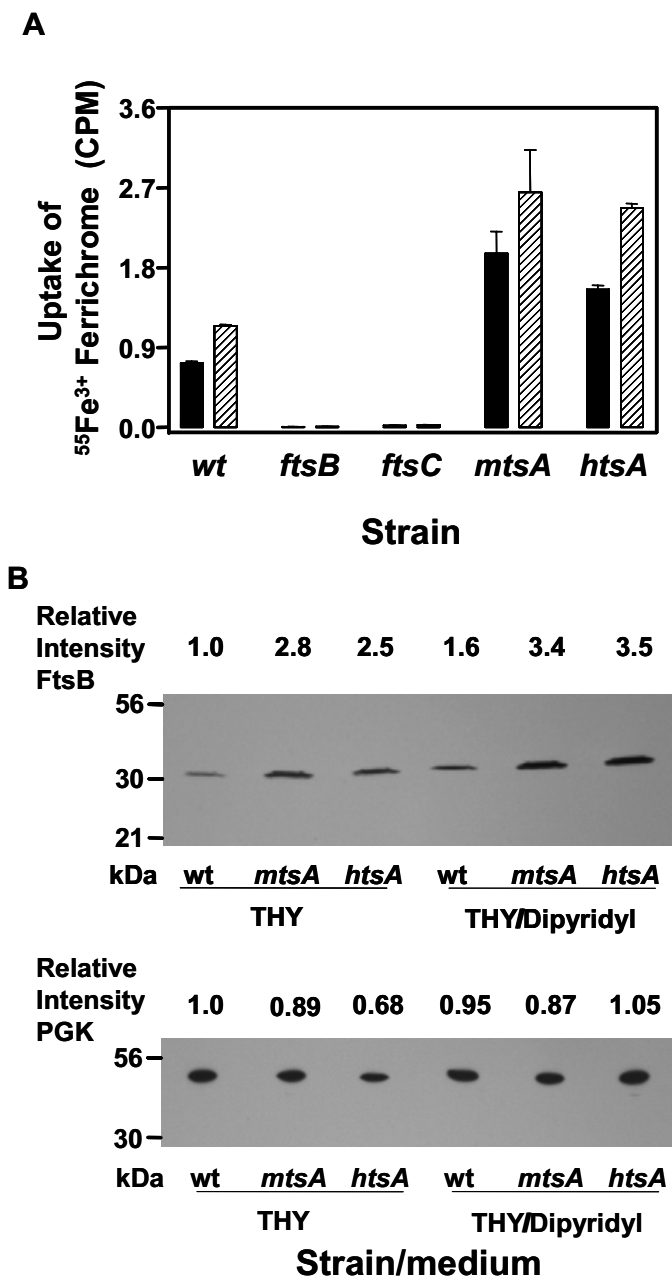 A
Uptake of
55Fe3+ Ferrichrome (CPM)
3.6
2.7
1.8
0.9
0.0
wt ftsB ftsC mtsA htsA
Strain
B
Relative
Intensity 1.0 2.8 2.5 1.6 3.4 3.5
FtsB
56
30
21
kDa wt mtsA htsA wt mtsA htsA
THY THY/Dipyridyl
Relative
Intensity 1.0 0.89 0.68 0.95 0.87 1.05
PGK
56
30
kDa wt mtsA htsA wt mtsA htsA
THY THY/Dipyridyl
Strain/medium